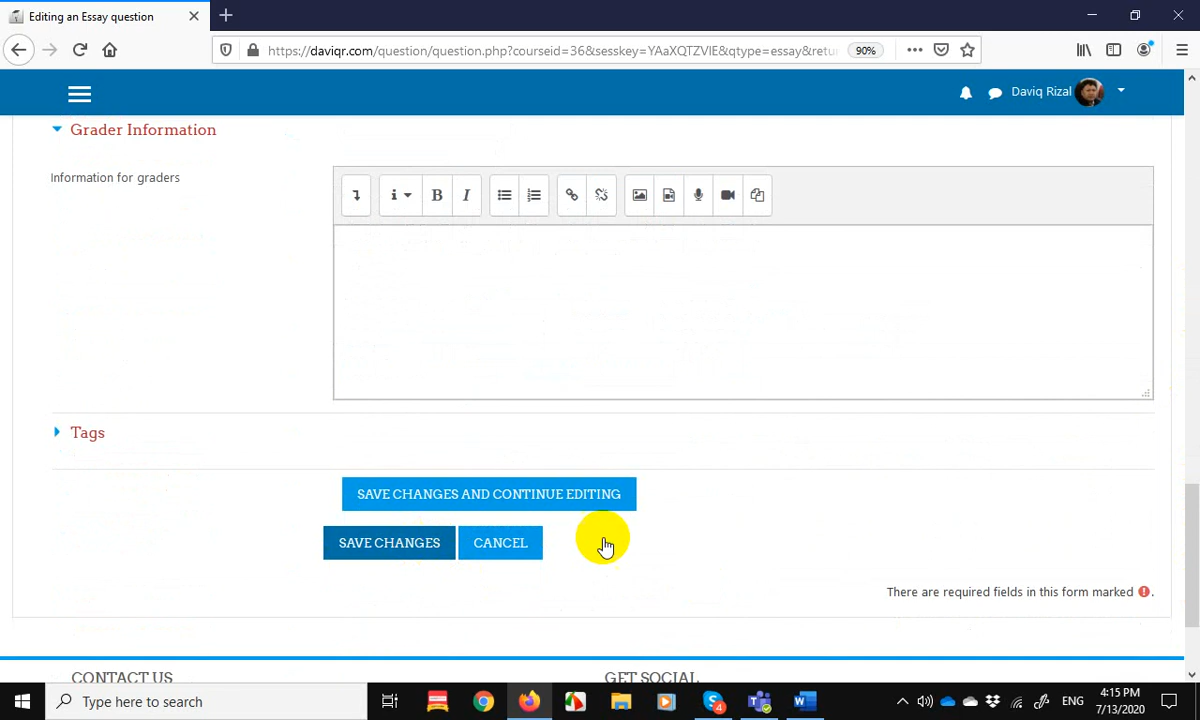 Editing an Essay question
https://daviqr.com/question/question.php?courseid=36&sesskey=YAaXQTZVlE&qtype=essay&retu
90%
Daviq Rizal
Grader Information
Information for graders
Tags
SAVE CHANGES AND CONTINUE EDITING
SAVE CHANGES CANCEL
There are required fields in this form marked .
CONTACT US GET SOCIAL
Type here to search
4
ENG
4:15 PM
7/13/2020